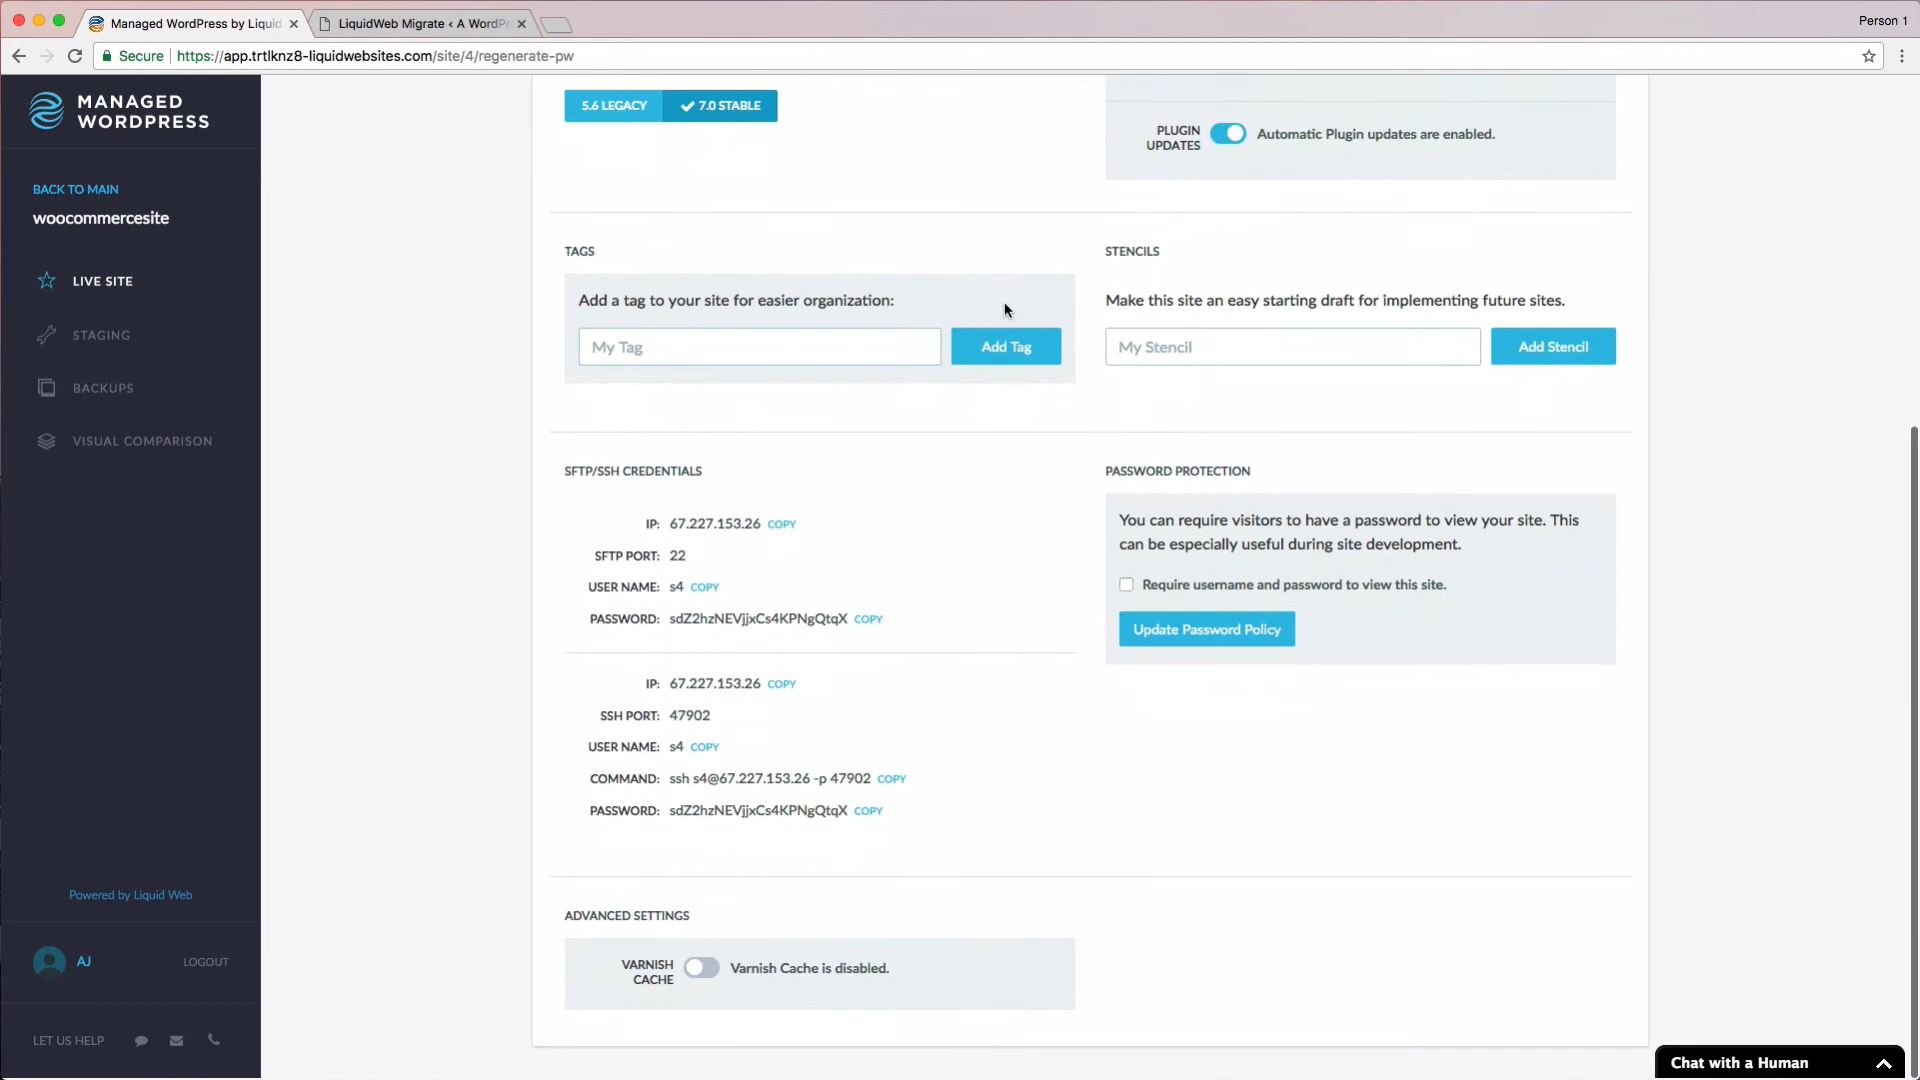 Managed WordPress by Liquid
LiquidWeb Migrate ‹ A WordPr
Person 1
Secure
https://app.trtlknz8-liquidwebsites.com/site/4/regenerate-pw
MANAGED
WORDPRESS
BACK TO MAIN
woocommercesite
LIVE SITE
STAGING
BACKUPS
VISUAL COMPARISON
Powered by Liquid Web
AJ
LOGOUT
LET US HELP
5.6 LEGACY
7.0 STABLE
PLUGIN
UPDATES
Automatic Plugin updates are enabled.
TAGS
Add a tag to your site for easier organization:
My Tag
Add Tag
STENCILS
Make this site an easy starting draft for implementing future sites.
My Stencil
Add Stencil
SFTP/SSH CREDENTIALS
IP: 67.227.153.26 COPY
SFTP PORT: 22
USER NAME: s4 COPY
PASSWORD: sdZ2hzNEVjjxCs4KPNgQtqX COPY
IP: 67.227.153.26 COPY
SSH PORT: 47902
USER NAME: s4 COPY
COMMAND: ssh s4@67.227.153.26 -p 47902 COPY
PASSWORD: sdZ2hzNEVjjxCs4KPNgQtqX COPY
PASSWORD PROTECTION
You can require visitors to have a password to view your site. This
can be especially useful during site development.
Require username and password to view this site.
Update Password Policy
ADVANCED SETTINGS
VARNISH
CACHE
Varnish Cache is disabled.
Chat with a Human